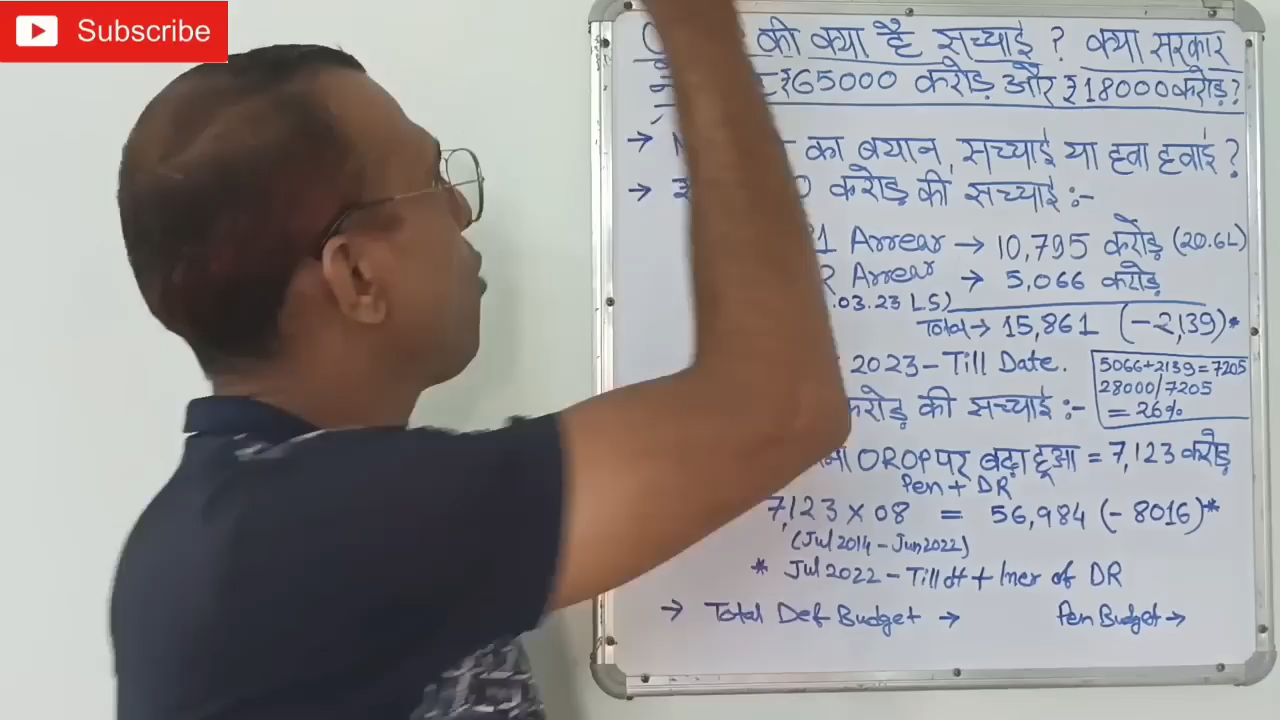 Subscribe
की क्या है सच्चाई ? क्या सरकार
₹65000 करोड़ और ₹18000 करोड़ ?
→ का बयान, सच्चाई या हवा हवाई ?
→ करोड़ की सच्चाई :-
1 Arrear → 10,795 करोड़ (20.6L)
Arrear → 5,066 करोड़
.03.23 L.S)
Total → 15,861 (-2,139)*
2023 - Till Date.
5066+2139=7205
28000/7205
= 26%
करोड़ की सच्चाई :-
OROP पर बढ़ा हुआ = 7,123 करोड़
Pen + DR
7,123 × 08 = 56,984 (- 8016)*
(Jul 2014 - Jun 2022)
* Jul 2022 - Till dt + Incr of DR
→ Total Def Budget → Pen Budget →